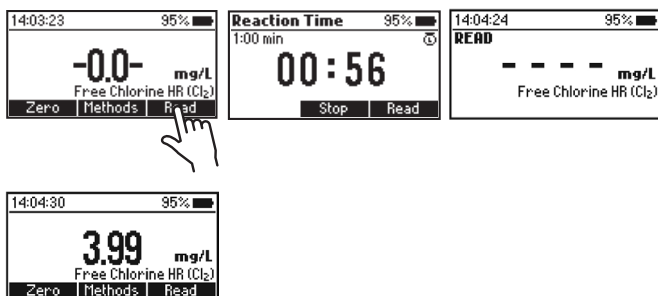 14:03:23 95%
-0.0- mg/L
Free Chlorine HR (Cl₂)
Zero Methods Read
Reaction Time 95%
1:00 min
00:56
Stop Read
14:04:24 95%
READ
- - - - mg/L
Free Chlorine HR (Cl₂)
14:04:30 95%
3.99 mg/L
Free Chlorine HR (Cl₂)
Zero Methods Read